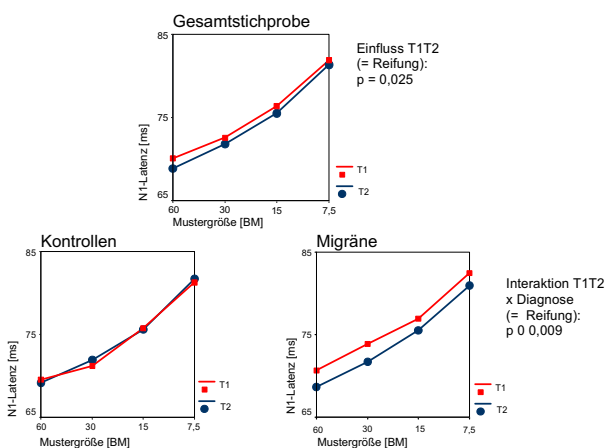 Gesamtstichprobe
85
75
65
N1-Latenz [ms]
60 30 15 7,5
Mustergröße [BM]
T1
T2
Einfluss T1T2
(= Reifung):
p = 0,025
Kontrollen
85
75
65
N1-Latenz [ms]
60 30 15 7,5
Mustergröße [BM]
T1
T2
Migräne
85
75
65
N1-Latenz [ms]
60 30 15 7,5
Mustergröße [BM]
T1
T2
Interaktion T1T2
x Diagnose
(= Reifung):
p 0 0,009